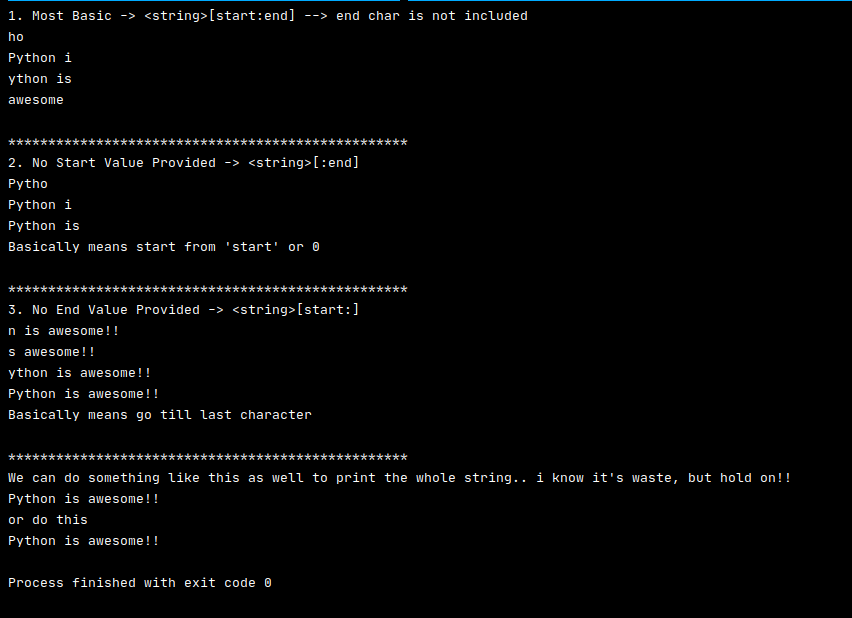 1. Most Basic -> <string>[start:end] --> end char is not included
ho
Python i
ython is
awesome
**************************************************
2. No Start Value Provided -> <string>[:end]
Pytho
Python i
Python is
Basically means start from 'start' or 0
**************************************************
3. No End Value Provided -> <string>[start:]
n is awesome!!
s awesome!!
ython is awesome!!
Python is awesome!!
Basically means go till last character
**************************************************
We can do something like this as well to print the whole string.. i know it's waste, but hold on!!
Python is awesome!!
or do this
Python is awesome!!
Process finished with exit code 0